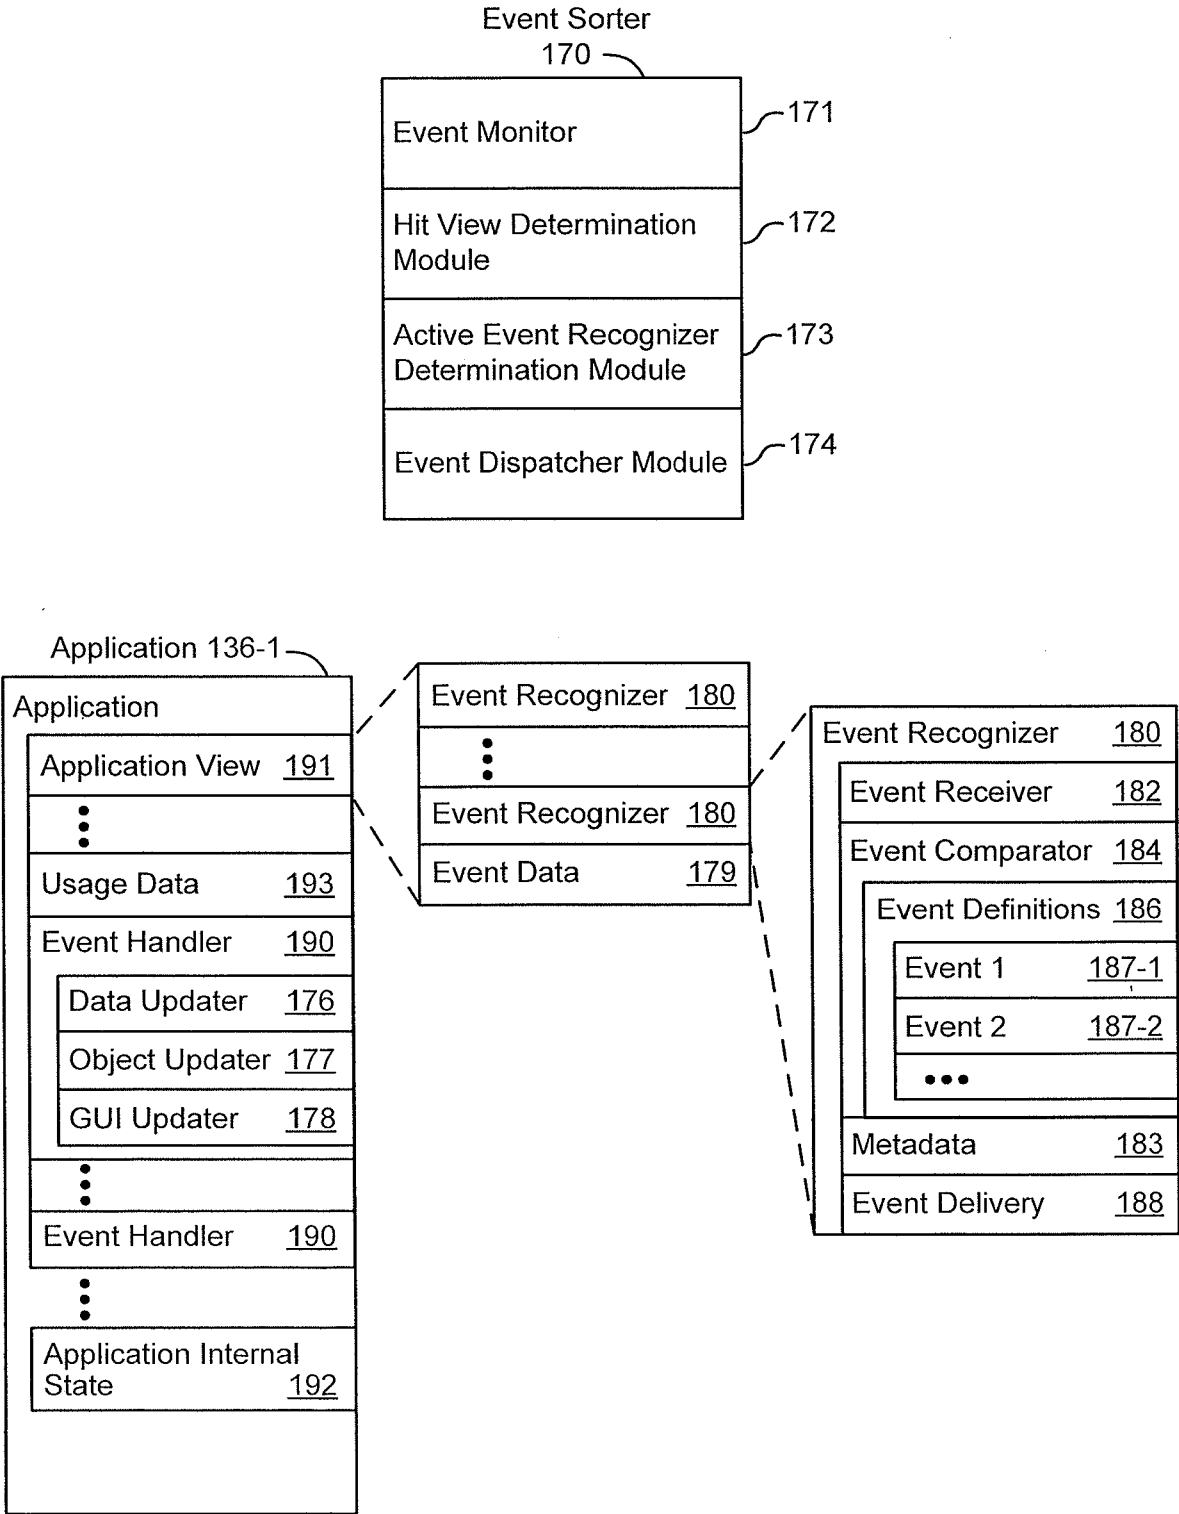 Event Sorter
170
Event Monitor
171
Hit View Determination
Module
172
Active Event Recognizer
Determination Module
173
Event Dispatcher Module
174
Application 136-1
Application
Application View 191
Usage Data 193
Event Handler 190
Data Updater 176
Object Updater 177
GUI Updater 178
Event Handler 190
Application Internal
State 192
Event Recognizer 180
Event Recognizer 180
Event Data 179
Event Recognizer 180
Event Receiver 182
Event Comparator 184
Event Definitions 186
Event 1 187-1
Event 2 187-2
Metadata 183
Event Delivery 188